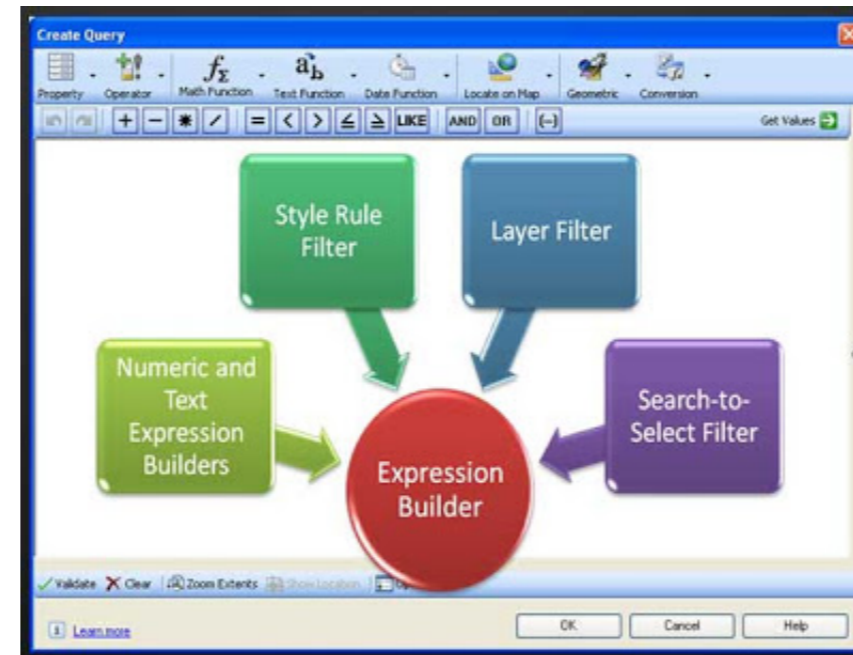 Create Query
Property Operator Math Function Text Function Date Function Locate on Map Geometric Conversion
+ - * / = < > ≤ ≥ LIKE AND OR (--) Get Values
Style Rule
Filter
Layer Filter
Numeric and
Text
Expression
Builders
Search-to-
Select Filter
Expression
Builder
Validate Clear Zoom Extents Show Location
Learn more OK Cancel Help